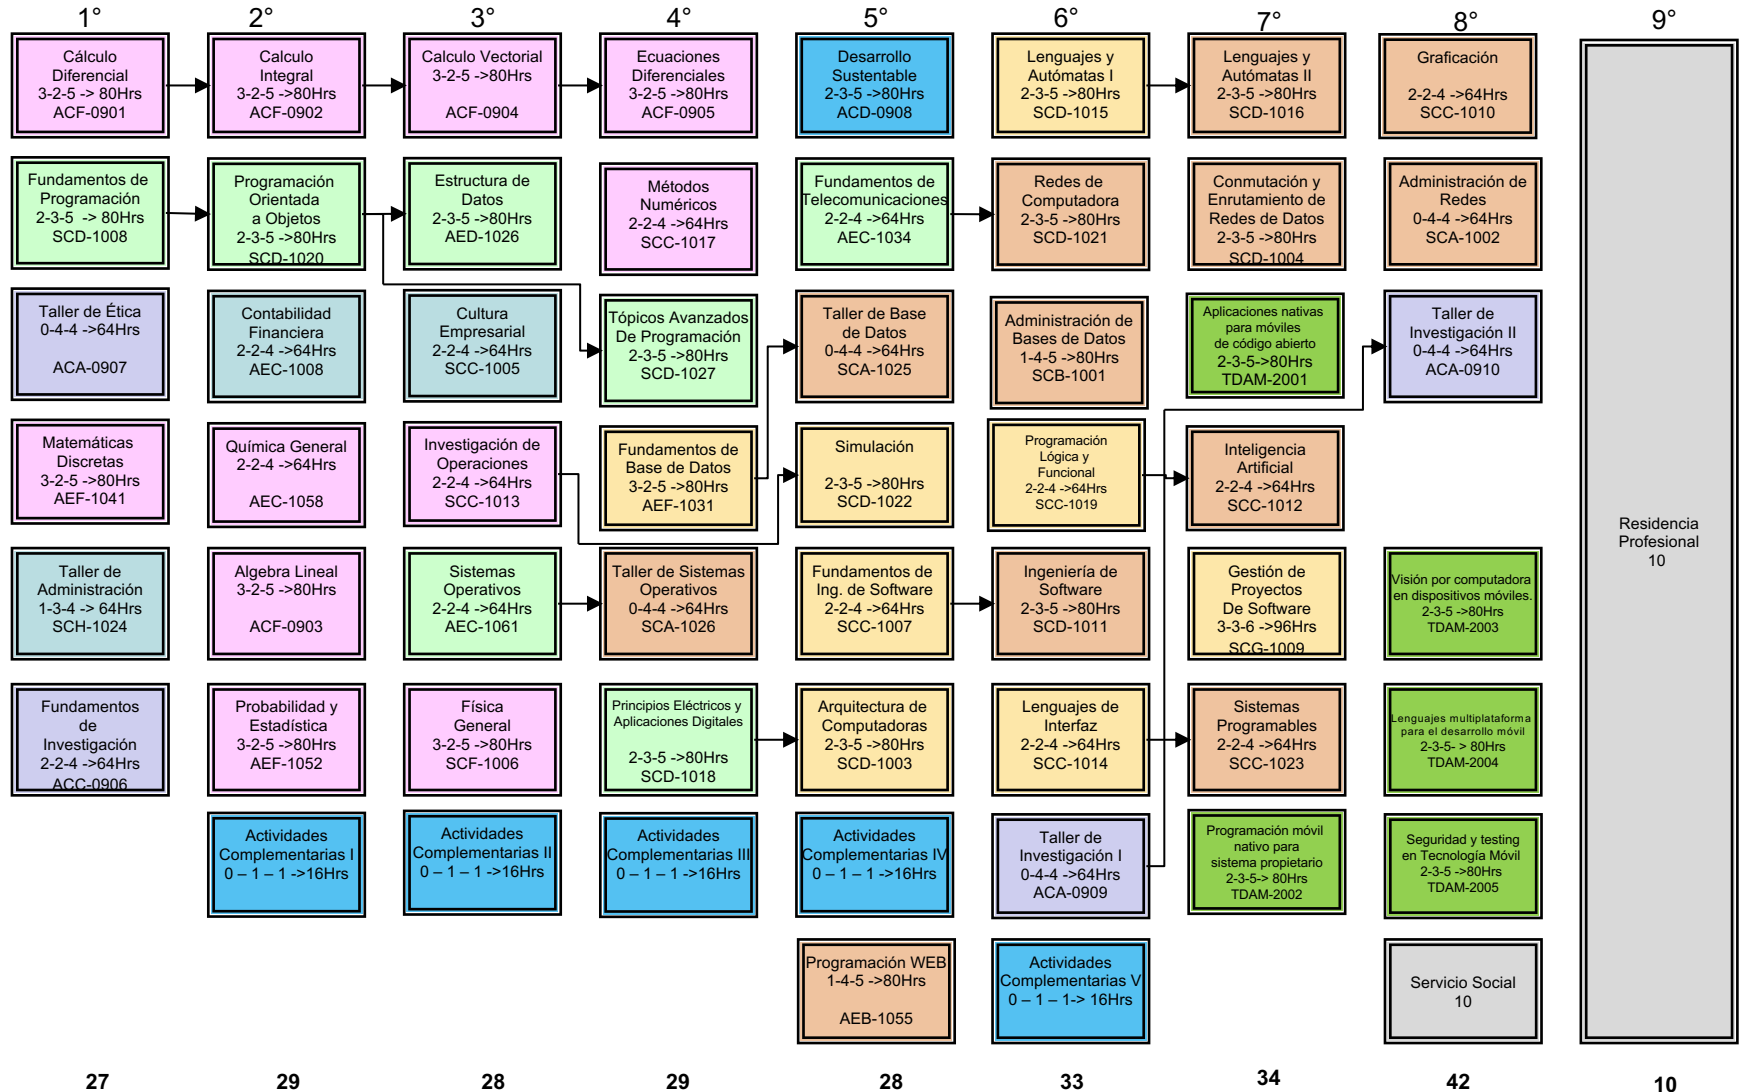 1°
2°
3°
4°
5°
6°
7°
8°
9°
Cálculo
Diferencial
3-2-5 -> 80Hrs
ACF-0901
Calculo
Integral
3-2-5 ->80Hrs
ACF-0902
Calculo Vectorial
3-2-5 ->80Hrs
ACF-0904
Ecuaciones
Diferenciales
3-2-5 ->80Hrs
ACF-0905
Desarrollo
Sustentable
2-3-5 ->80Hrs
ACD-0908
Lenguajes y
Autómatas I
2-3-5 ->80Hrs
SCD-1015
Lenguajes y
Autómatas II
2-3-5 ->80Hrs
SCD-1016
Graficación
2-2-4 ->64Hrs
SCC-1010
Fundamentos de
Programación
2-3-5 -> 80Hrs
SCD-1008
Programación
Orientada
a Objetos
2-3-5 ->80Hrs
SCD-1020
Estructura de
Datos
2-3-5 ->80Hrs
AED-1026
Métodos
Numéricos
2-2-4 ->64Hrs
SCC-1017
Fundamentos de
Telecomunicaciones
2-2-4 ->64Hrs
AEC-1034
Redes de
Computadora
2-3-5 ->80Hrs
SCD-1021
Conmutación y
Enrutamiento de
Redes de Datos
2-3-5 ->80Hrs
SCD-1004
Administración de
Redes
0-4-4 ->64Hrs
SCA-1002
Taller de Ética
0-4-4 ->64Hrs
ACA-0907
Contabilidad
Financiera
2-2-4 ->64Hrs
AEC-1008
Cultura
Empresarial
2-2-4 ->64Hrs
SCC-1005
Tópicos Avanzados
De Programación
2-3-5 ->80Hrs
SCD-1027
Taller de Base
de Datos
0-4-4 ->64Hrs
SCA-1025
Administración de
Bases de Datos
1-4-5 ->80Hrs
SCB-1001
Aplicaciones nativas
para móviles
de código abierto
2-3-5->80Hrs
TDAM-2001
Taller de
Investigación II
0-4-4 ->64Hrs
ACA-0910
Matemáticas
Discretas
3-2-5 ->80Hrs
AEF-1041
Química General
2-2-4 ->64Hrs
AEC-1058
Investigación de
Operaciones
2-2-4 ->64Hrs
SCC-1013
Fundamentos de
Base de Datos
3-2-5 ->80Hrs
AEF-1031
Simulación
2-3-5 ->80Hrs
SCD-1022
Programación
Lógica y
Funcional
2-2-4 ->64Hrs
SCC-1019
Inteligencia
Artificial
2-2-4 ->64Hrs
SCC-1012
Taller de
Administración
1-3-4 -> 64Hrs
SCH-1024
Algebra Lineal
3-2-5 ->80Hrs
ACF-0903
Sistemas
Operativos
2-2-4 ->64Hrs
AEC-1061
Taller de Sistemas
Operativos
0-4-4 ->64Hrs
SCA-1026
Fundamentos de
Ing. de Software
2-2-4 ->64Hrs
SCC-1007
Ingeniería de
Software
2-3-5 ->80Hrs
SCD-1011
Gestión de
Proyectos
De Software
3-3-6 ->96Hrs
SCG-1009
Visión por computadora
en dispositivos móviles.
2-3-5 ->80Hrs
TDAM-2003
Residencia
Profesional
10
Fundamentos
de
Investigación
2-2-4 ->64Hrs
ACC-0906
Probabilidad y
Estadística
3-2-5 ->80Hrs
AEF-1052
Física
General
3-2-5 ->80Hrs
SCF-1006
Principios Eléctricos y
Aplicaciones Digitales
2-3-5 ->80Hrs
SCD-1018
Arquitectura de
Computadoras
2-3-5 ->80Hrs
SCD-1003
Lenguajes de
Interfaz
2-2-4 ->64Hrs
SCC-1014
Sistemas
Programables
2-2-4 ->64Hrs
SCC-1023
Lenguajes multiplataforma
para el desarrollo móvil
2-3-5- > 80Hrs
TDAM-2004
Actividades
Complementarias I
0 – 1 – 1 ->16Hrs
Actividades
Complementarias II
0 – 1 – 1 ->16Hrs
Actividades
Complementarias III
0 – 1 – 1 ->16Hrs
Actividades
Complementarias IV
0 – 1 – 1 ->16Hrs
Taller de
Investigación I
0-4-4 ->64Hrs
ACA-0909
Programación móvil
nativo para
sistema propietario
2-3-5-> 80Hrs
TDAM-2002
Seguridad y testing
en Tecnología Móvil
2-3-5 ->80Hrs
TDAM-2005
Programación WEB
1-4-5 ->80Hrs
AEB-1055
Actividades
Complementarias V
0 – 1 – 1-> 16Hrs
Servicio Social
10
27
29
28
29
28
33
34
42
10